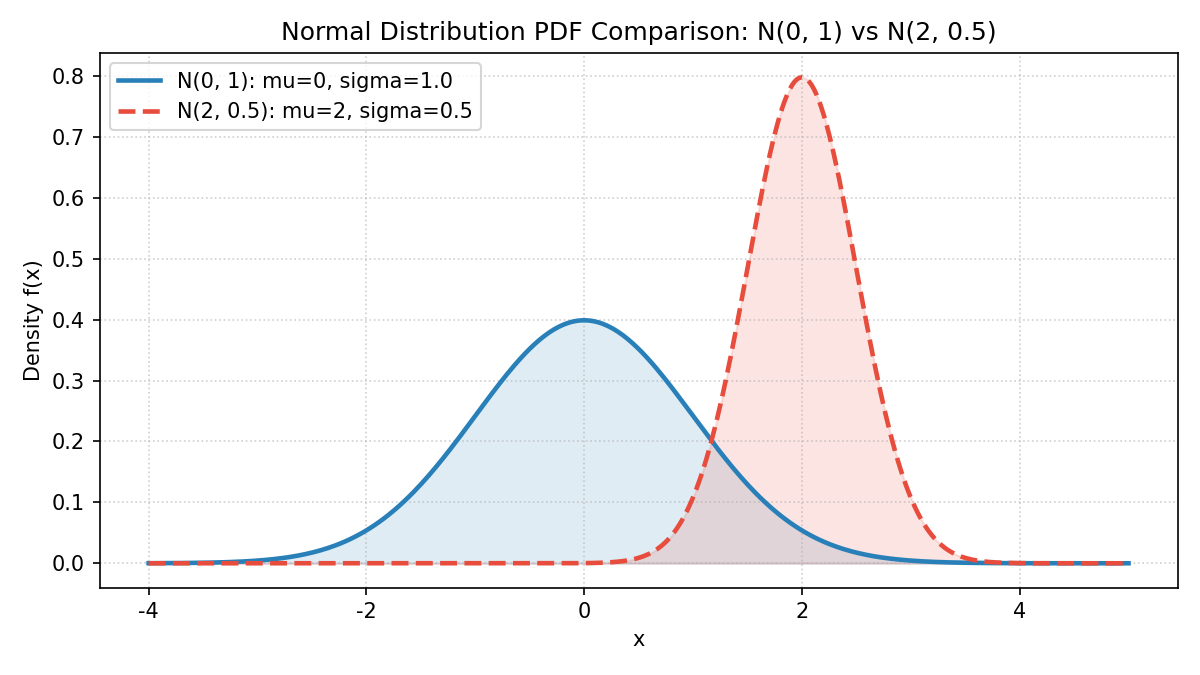 Normal Distribution PDF Comparison: N(0, 1) vs N(2, 0.5)
N(0, 1): mu=0, sigma=1.0
N(2, 0.5): mu=2, sigma=0.5
Density f(x)
0.8
0.7
0.6
0.5
0.4
0.3
0.2
0.1
0.0
-4 -2 0 2 4
x